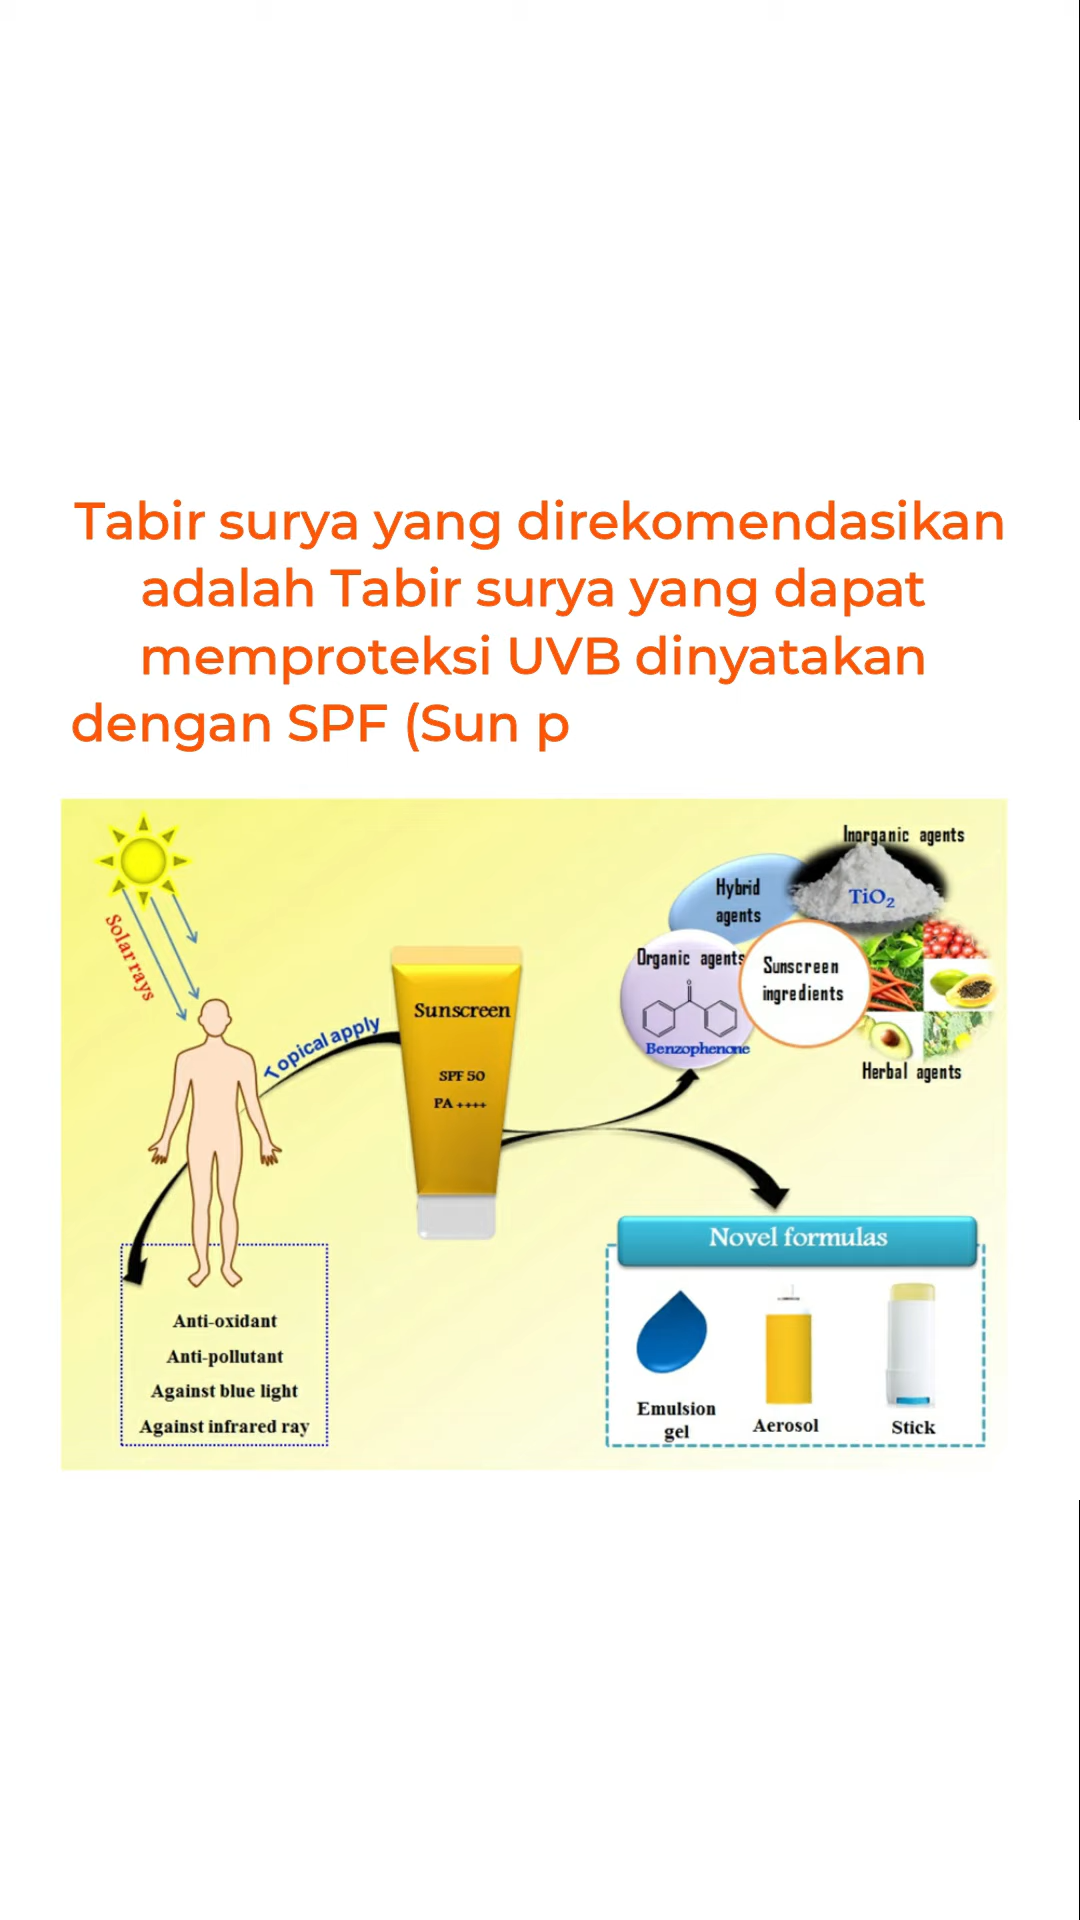 Tabir surya yang direkomendasikan
adalah Tabir surya yang dapat
memproteksi UVB dinyatakan
dengan SPF (Sun p
Solar rays
Topical apply
Sunscreen
SPF 50
PA ++++
Inorganic agents
TiO₂
Hybrid
agents
Organic agents
Benzophenone
Sunscreen
ingredients
Herbal agents
Novel formulas
Emulsion
gel
Aerosol
Stick
Anti-oxidant
Anti-pollutant
Against blue light
Against infrared ray